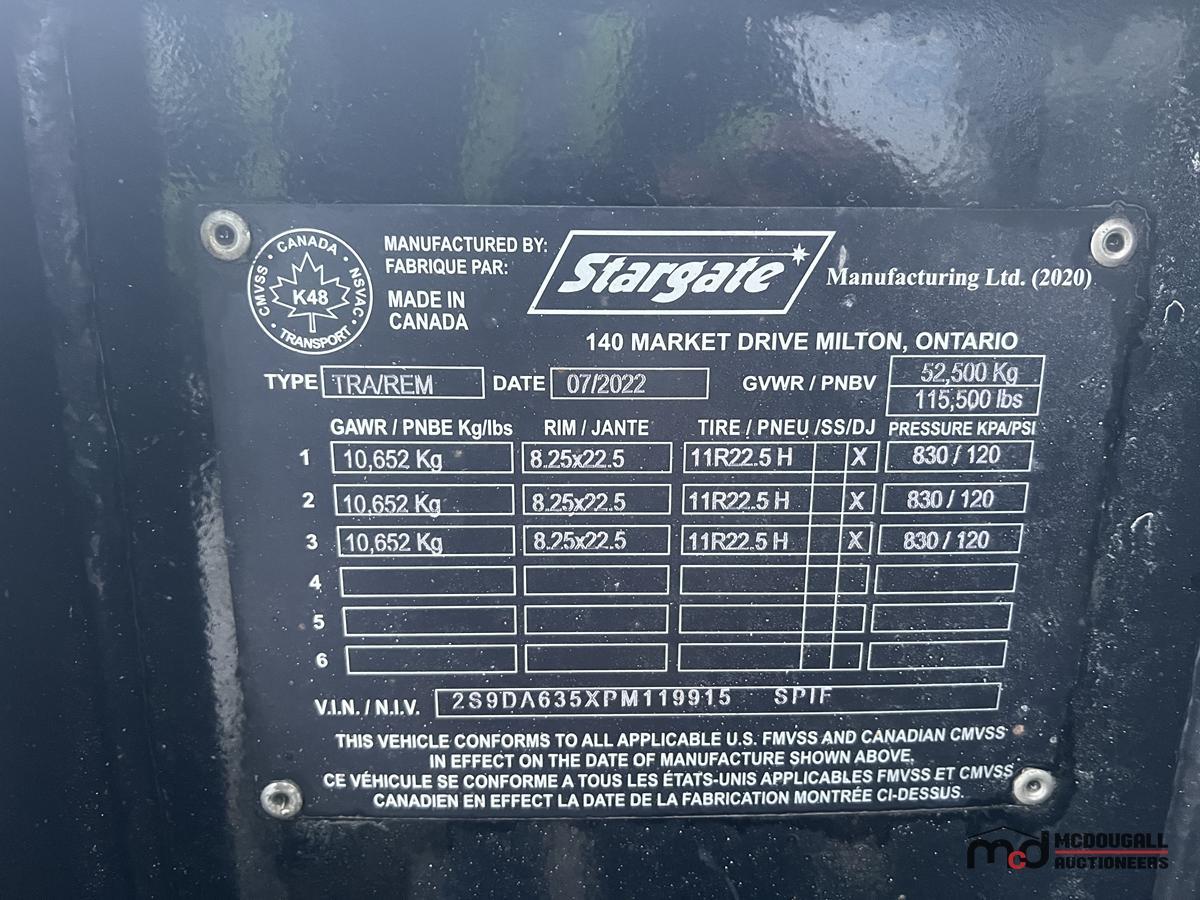 CANADA
CMVSS · NSVAC
K48
TRANSPORT
MANUFACTURED BY:
FABRIQUE PAR:
MADE IN
CANADA
Stargate Manufacturing Ltd. (2020)
140 MARKET DRIVE MILTON, ONTARIO
TYPE TRA/REM DATE 07/2022 GVWR / PNBV 52,500 Kg
115,500 lbs
GAWR / PNBE Kg/lbs RIM / JANTE TIRE / PNEU /SS/DJ PRESSURE KPA/PSI
1 10,652 Kg 8.25x22.5 11R22.5 H X 830 / 120
2 10,652 Kg 8.25x22.5 11R22.5 H X 830 / 120
3 10,652 Kg 8.25x22.5 11R22.5 H X 830 / 120
4
5
6
V.I.N. / N.I.V. 2S9DA635XPM119915 SPIF
THIS VEHICLE CONFORMS TO ALL APPLICABLE U.S. FMVSS AND CANADIAN CMVSS
IN EFFECT ON THE DATE OF MANUFACTURE SHOWN ABOVE.
CE VÉHICULE SE CONFORME A TOUS LES ÉTATS-UNIS APPLICABLES FMVSS ET CMVSS
CANADIEN EN EFFECT LA DATE DE LA FABRICATION MONTRÉE CI-DESSUS.
mcd MCDOUGALL
AUCTIONEERS